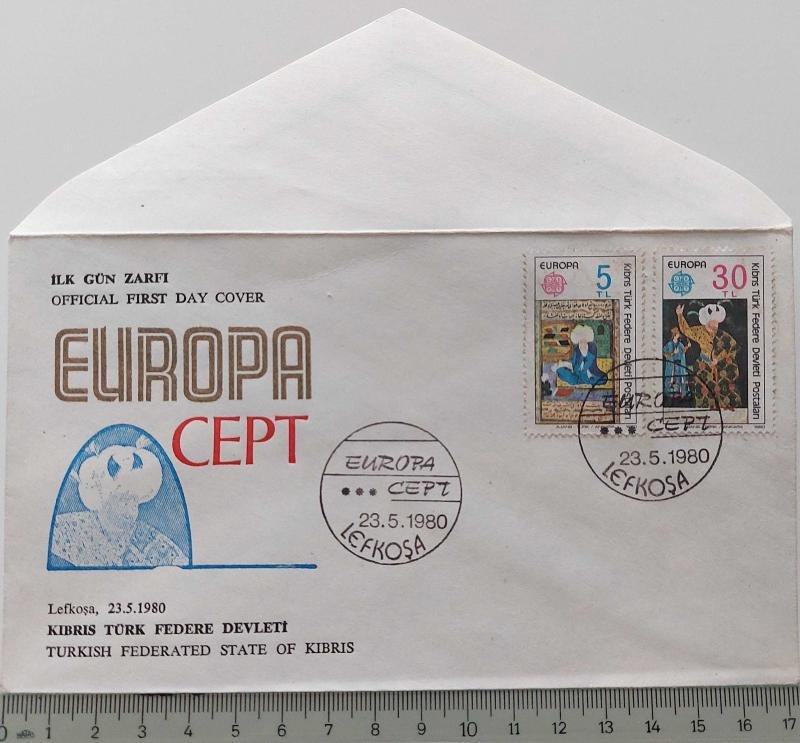 İLK GÜN ZARFI
OFFICIAL FIRST DAY COVER
EUROPA
CEPT
EUROPA
CEPT
23.5.1980
LEFKOŞA
Lefkoşa, 23.5.1980
KIBRIS TÜRK FEDERE DEVLETİ
TURKISH FEDERATED STATE OF KIBRIS
EUROPA 5
TL
Kıbrıs Türk Federe Devleti Postaları
EUROPA 30
TL
Kıbrıs Türk Federe Devleti Postaları
1980
EUROPA
CEPT
23.5.1980
LEFKOŞA
0 1 2 3 4 5 6 7 8 9 10 11 12 13 14 15 16 17